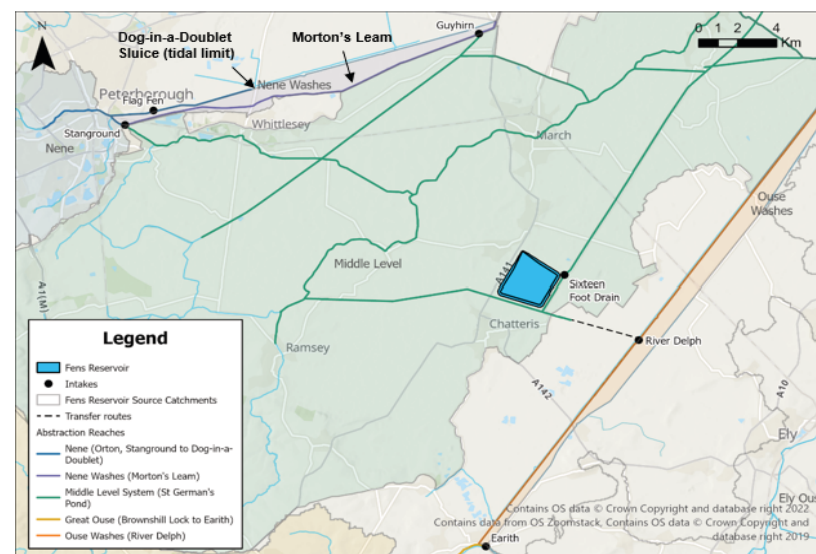 N
Dog-in-a-Doublet
Sluice (tidal limit)
Morton's Leam
Guyhirn
0 1 2 4
Km
Peterborough
Flag Fen
Nene Washes
Stanground
Whittlesey
Nene
March
Ouse
Washes
A1(M)
Middle Level
A141
Sixteen
Foot Drain
Chatteris
Ramsey
River Delph
A142
A10
Ely
Ely Ous
Earith
Legend
Fens Reservoir
Intakes
Fens Reservoir Source Catchments
Transfer routes
Abstraction Reaches
Nene (Orton, Stanground to Dog-in-a-
Doublet)
Nene Washes (Morton's Leam)
Middle Level System (St German's
Pond)
Great Ouse (Brownshill Lock to Earith)
Ouse Washes (River Delph)
Contains OS data © Crown Copyright and database right 2022
Contains data from OS Zoomstack, Contains OS data © Crown Copyright and
database right 2019